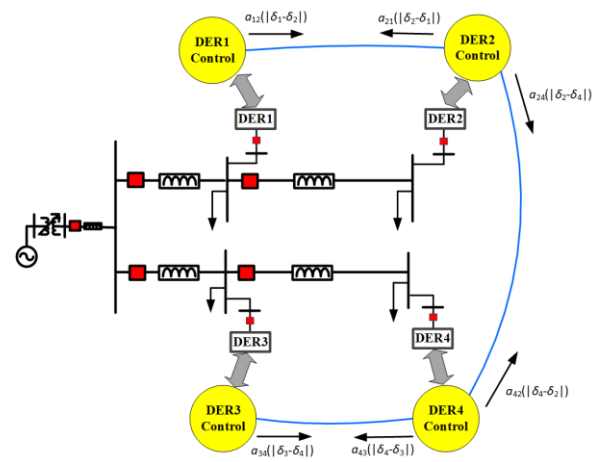 a12(|δ1-δ2|)
a21(|δ2-δ1|)
DER1
Control
DER2
Control
a24(|δ2-δ4|)
DER1
DER2
DER3
DER4
a42(|δ4-δ2|)
DER3
Control
DER4
Control
a34(|δ3-δ4|)
a43(|δ4-δ3|)